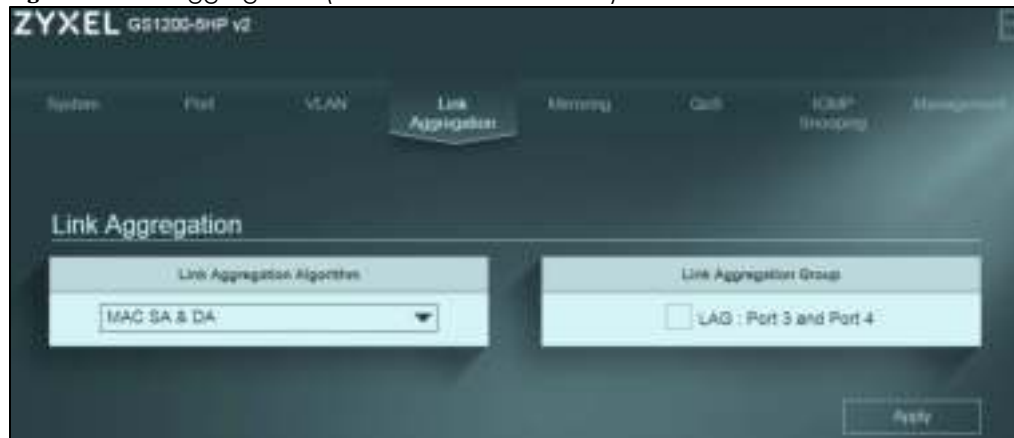 ZYXEL GS1200-5HP v2
System Port VLAN Link Aggregation Mirroring QoS IGMP Snooping Management
Link Aggregation
Link Aggregation Algorithm
Link Aggregation Group
MAC SA & DA
LAG : Port 3 and Port 4
Apply